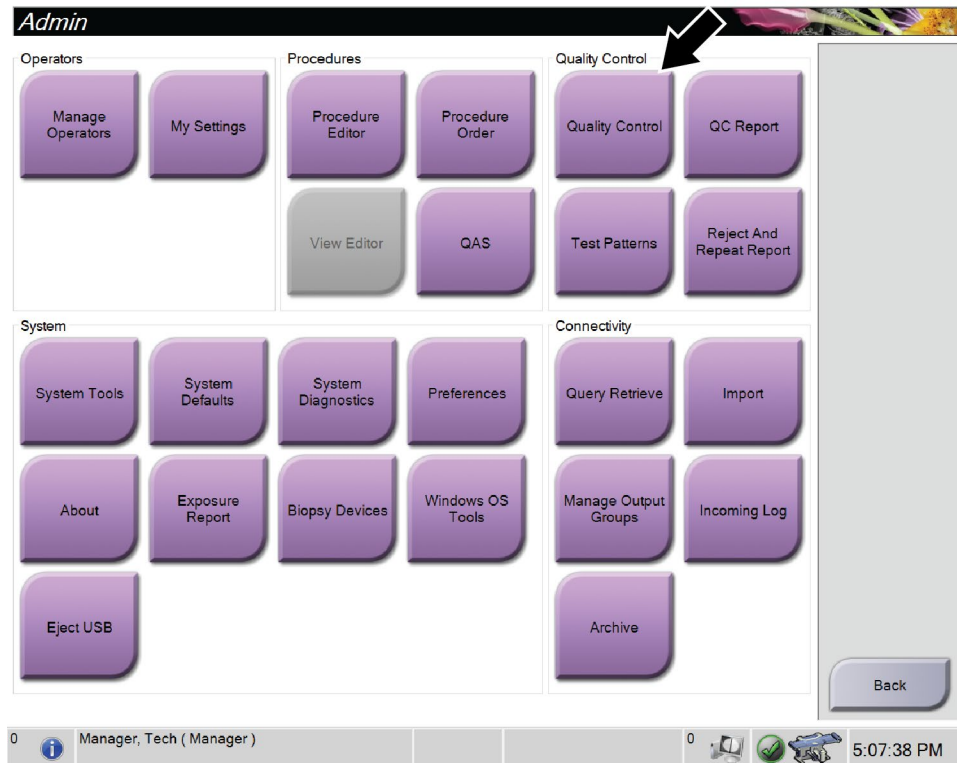 Admin
Operators
Manage
Operators
My Settings
Procedures
Procedure
Editor
Procedure
Order
View Editor
QAS
Quality Control
Quality Control
QC Report
Test Patterns
Reject And
Repeat Report
System
System Tools
System
Defaults
System
Diagnostics
Preferences
About
Exposure
Report
Biopsy Devices
Windows OS
Tools
Eject USB
Connectivity
Query Retrieve
Import
Manage Output
Groups
Incoming Log
Archive
Back
0
Manager, Tech ( Manager )
0
5:07:38 PM